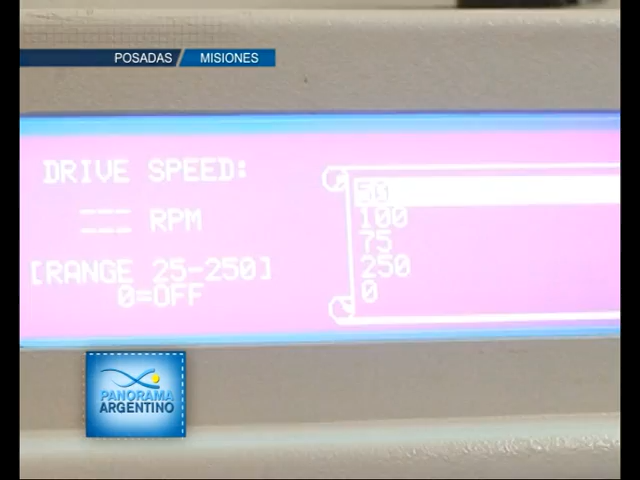 POSADAS
MISIONES
DRIVE SPEED:
--- RPM
[RANGE 25-250]
0=OFF
50
100
75
250
0
PANORAMA
ARGENTINO